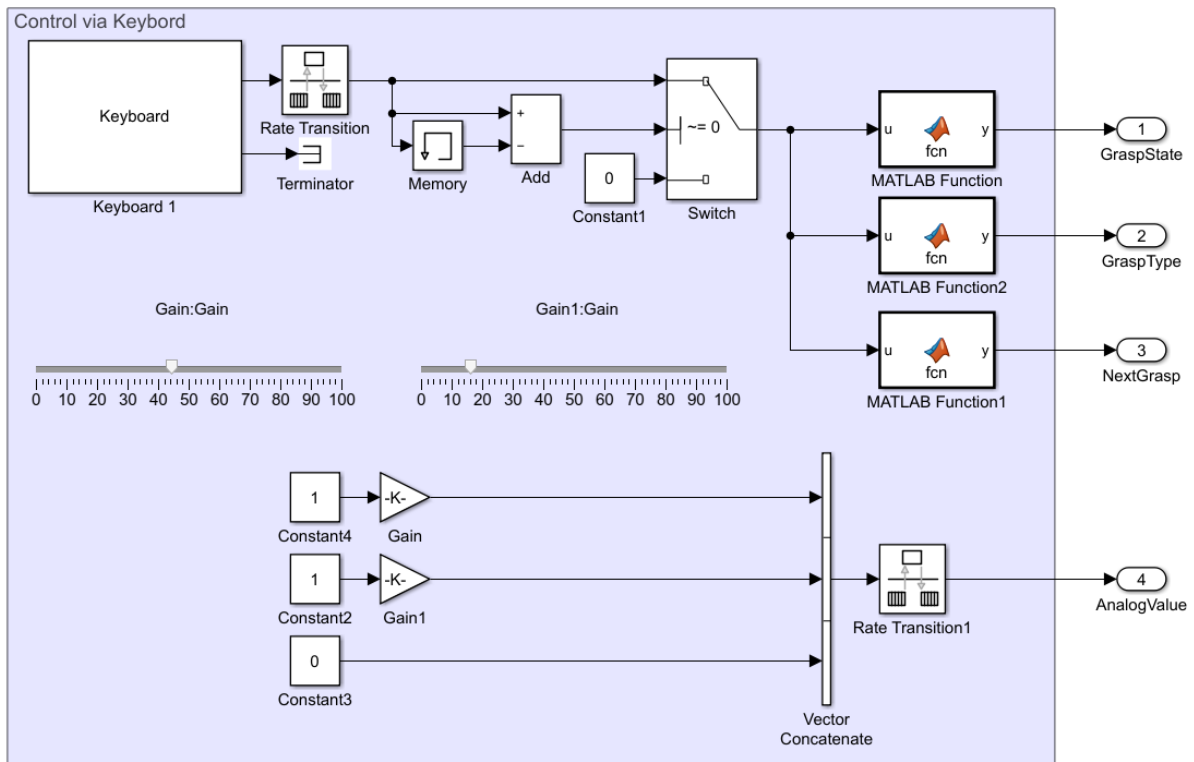 Control via Keybord
Keyboard
Keyboard 1
Rate Transition
Terminator
Memory
+
−
Add
0
Constant1
~= 0
Switch
u fcn y
MATLAB Function
1
GraspState
u fcn y
MATLAB Function2
2
GraspType
u fcn y
MATLAB Function1
3
NextGrasp
Gain:Gain
0 10 20 30 40 50 60 70 80 90 100
Gain1:Gain
0 10 20 30 40 50 60 70 80 90 100
1
Constant4
-K-
Gain
1
Constant2
-K-
Gain1
0
Constant3
Vector
Concatenate
Rate Transition1
4
AnalogValue